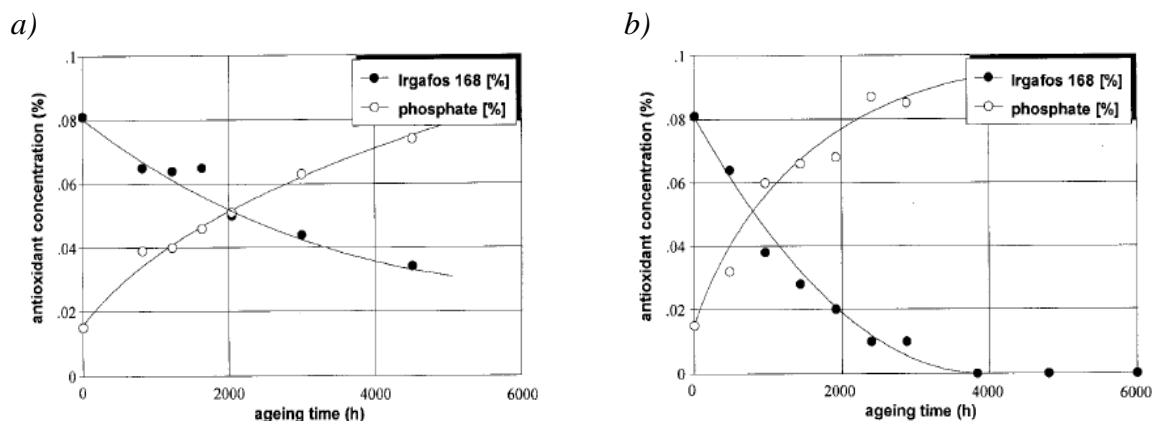 a)
.1
.08
.06
.04
.02
0
0
2000
4000
6000
antioxidant concentration (%)
ageing time (h)
Irgafos 168 [%]
phosphate [%]
b)
.1
.08
.06
.04
.02
0
0
2000
4000
6000
antioxidant concentration (%)
ageing time (h)
Irgafos 168 [%]
phosphate [%]